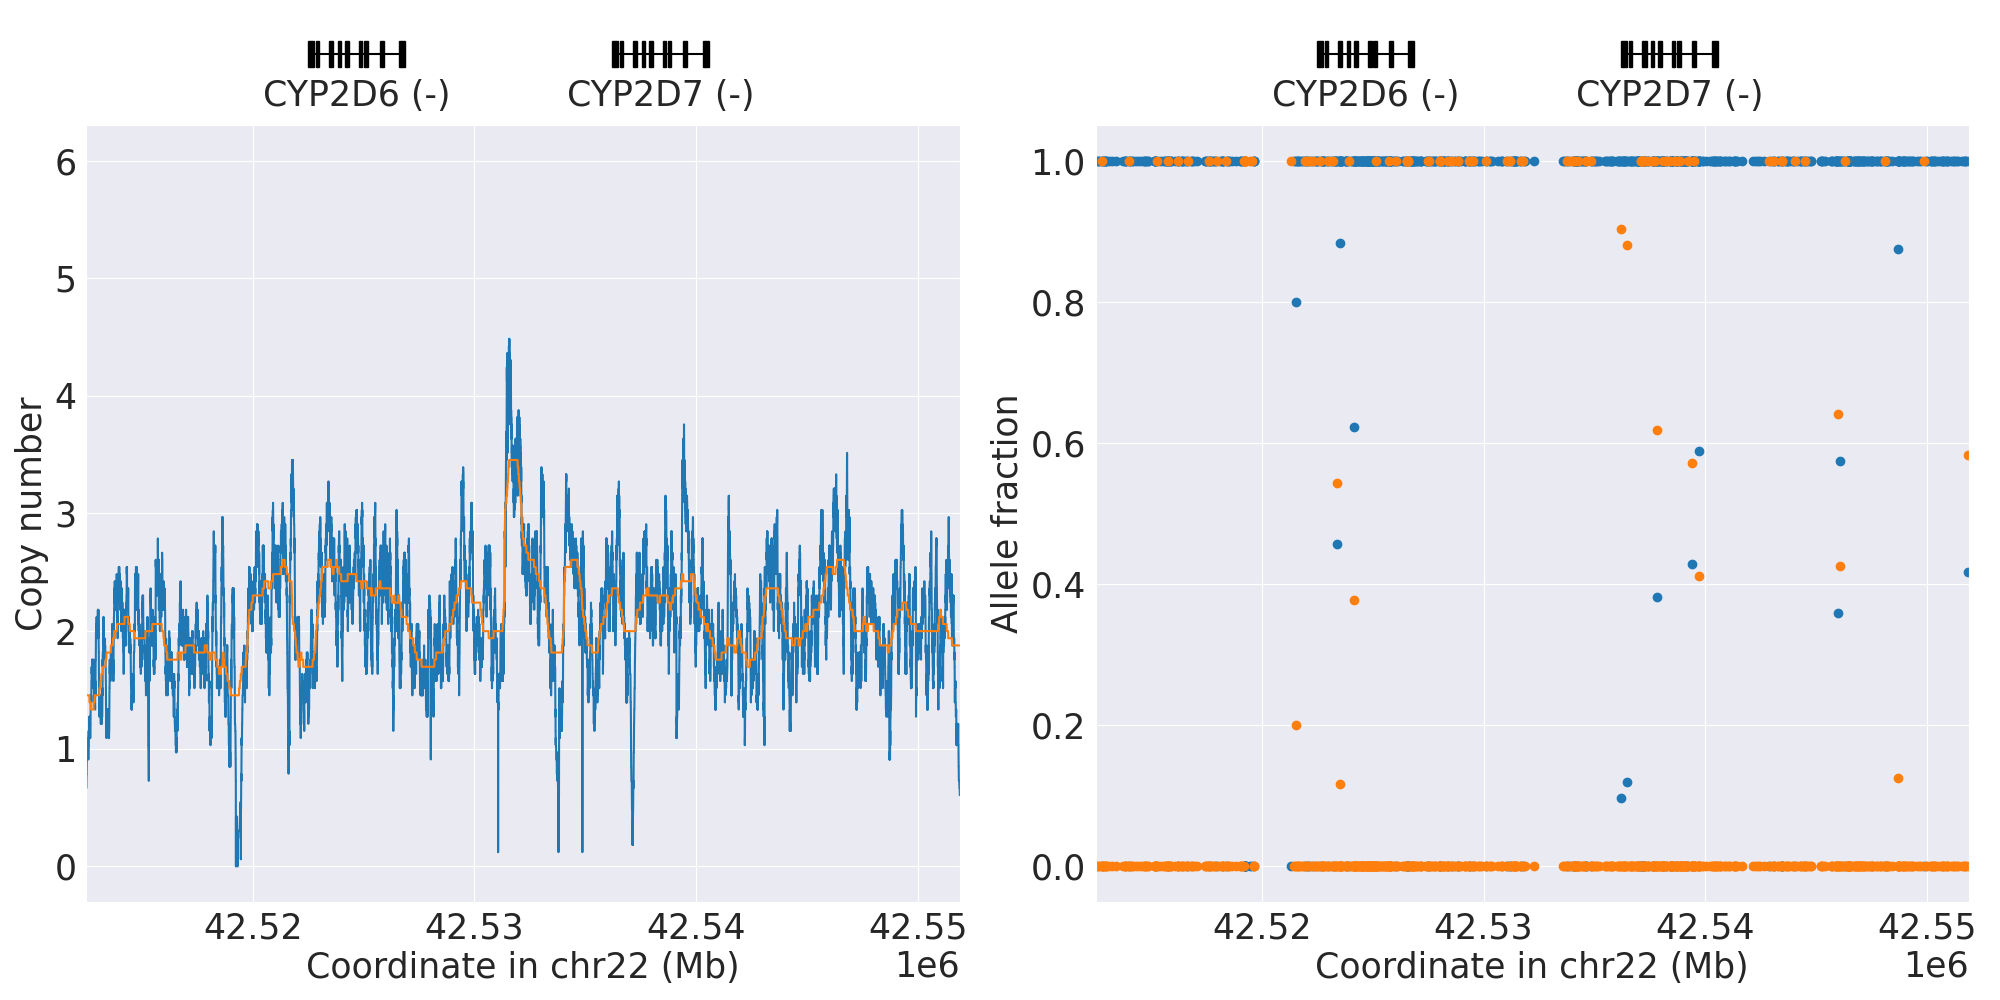 CYP2D6 (-) CYP2D7 (-)
6
5
4
3
2
1
0
Copy number
42.52 42.53 42.54 42.55
Coordinate in chr22 (Mb)
1e6
CYP2D6 (-) CYP2D7 (-)
1.0
0.8
0.6
0.4
0.2
0.0
Allele fraction
42.52 42.53 42.54 42.55
Coordinate in chr22 (Mb)
1e6